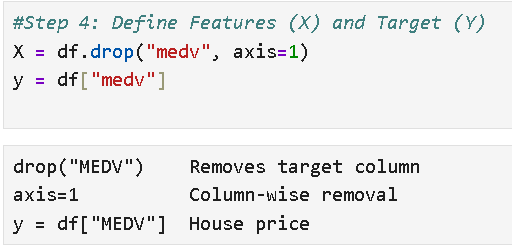 #Step 4: Define Features (X) and Target (Y)
X = df.drop("medv", axis=1)
y = df["medv"]
drop("MEDV")    Removes target column
axis=1          Column-wise removal
y = df["MEDV"]  House price